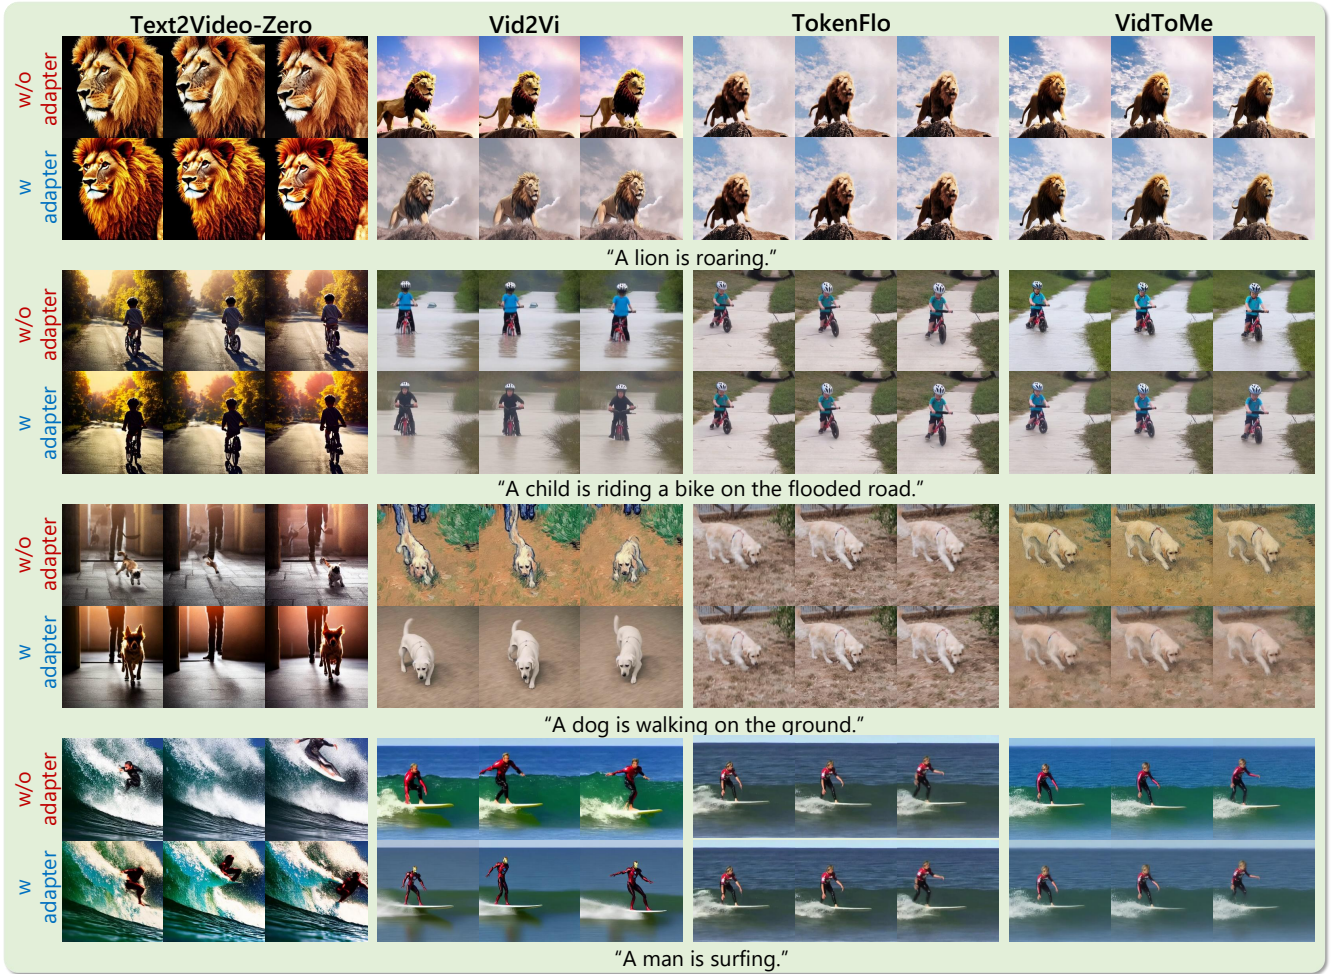 Text2Video-Zero
Vid2Vi
TokenFlo
VidToMe
w/o
adapter
w
adapter
“A lion is roaring.”
w/o
adapter
w
adapter
“A child is riding a bike on the flooded road.”
w/o
adapter
w
adapter
“A dog is walking on the ground.”
w/o
adapter
w
adapter
“A man is surfing.”